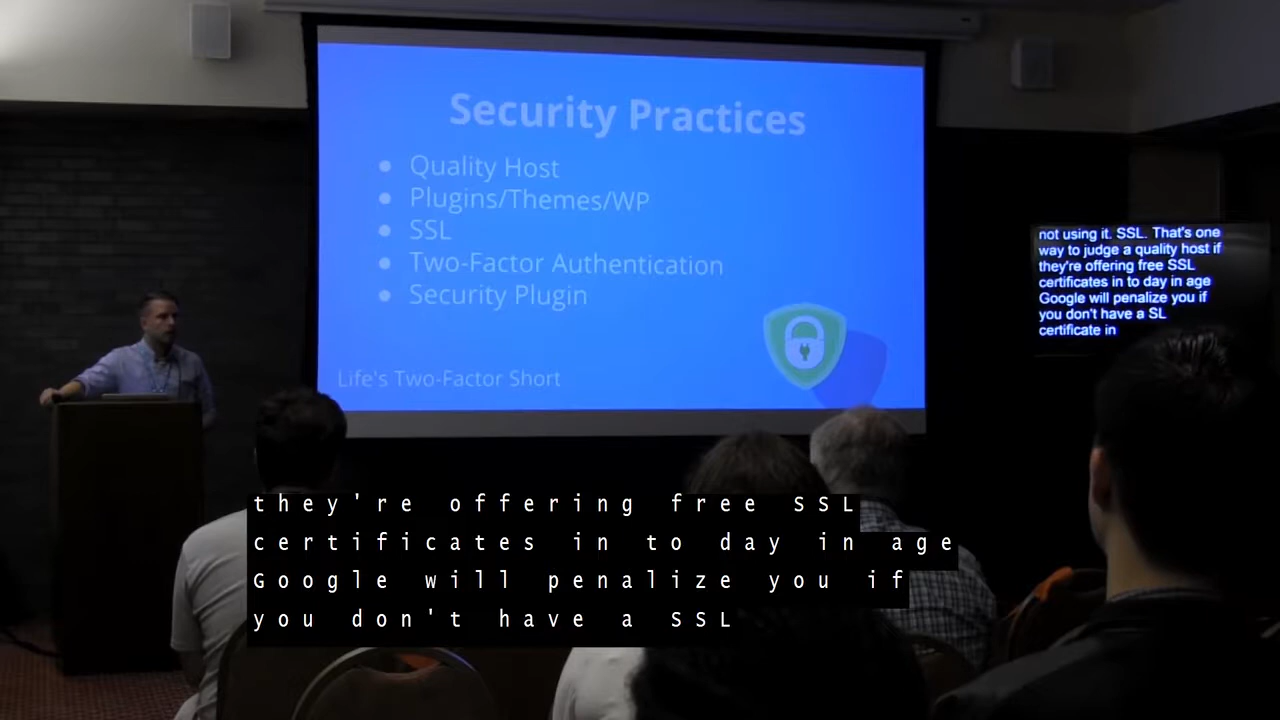 Security Practices
● Quality Host
● Plugins/Themes/WP
● SSL
● Two-Factor Authentication
● Security Plugin
Life's Two-Factor Short
not using it. SSL. That's one
way to judge a quality host if
they're offering free SSL
certificates in to day in age
Google will penalize you if
you don't have a SL
certificate in
they're offering free SSL
certificates in to day in age
Google will penalize you if
you don't have a SSL